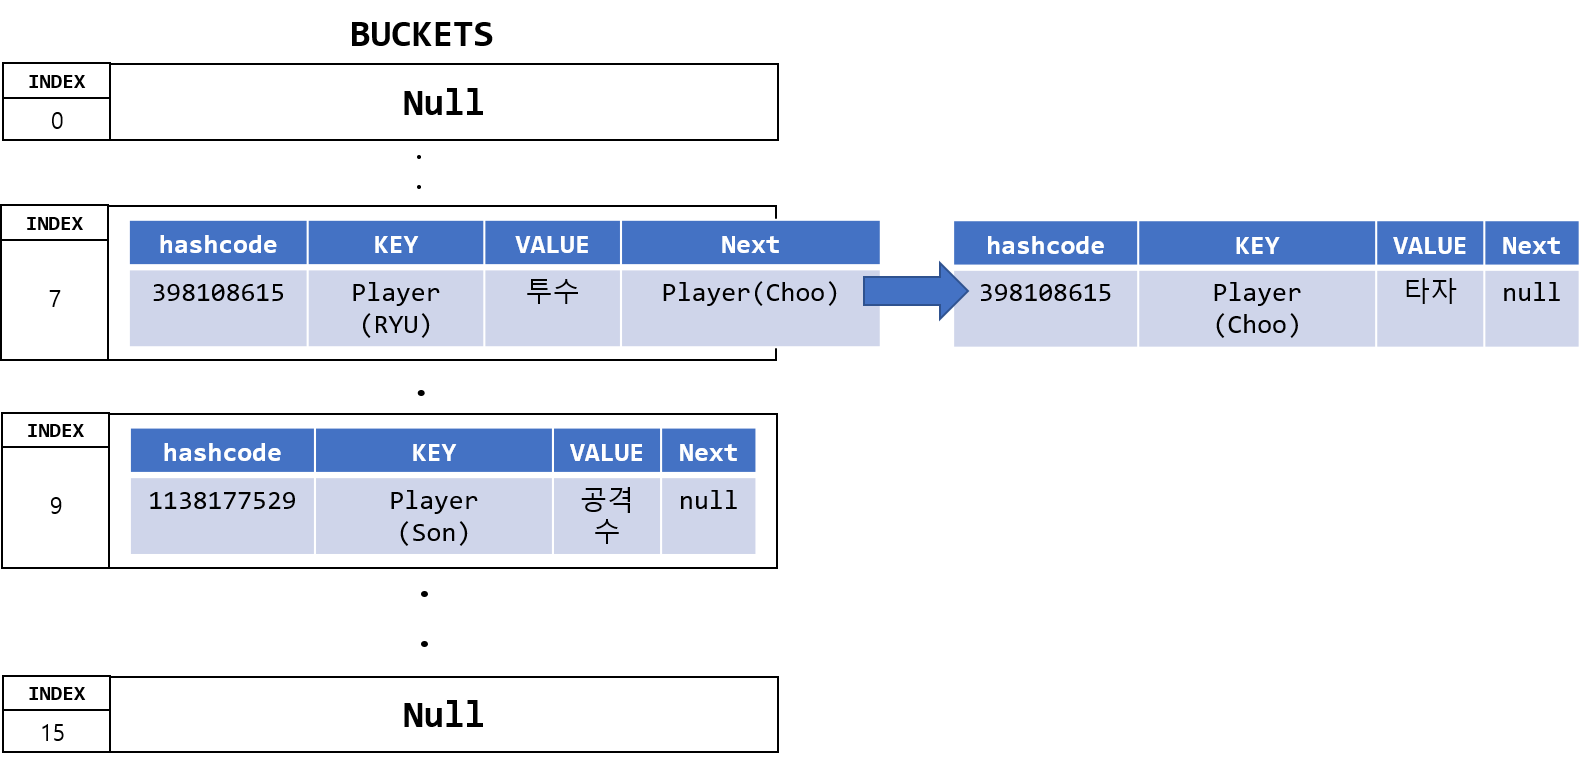 BUCKETS
INDEX
0
Null
.
.
INDEX
7
hashcode KEY VALUE Next
398108615 Player 투수 Player(Choo)
(RYU)
hashcode KEY VALUE Next
398108615 Player 타자 null
(Choo)
.
INDEX
9
hashcode KEY VALUE Next
1138177529 Player 공격 null
(Son) 수
.
.
INDEX
15
Null